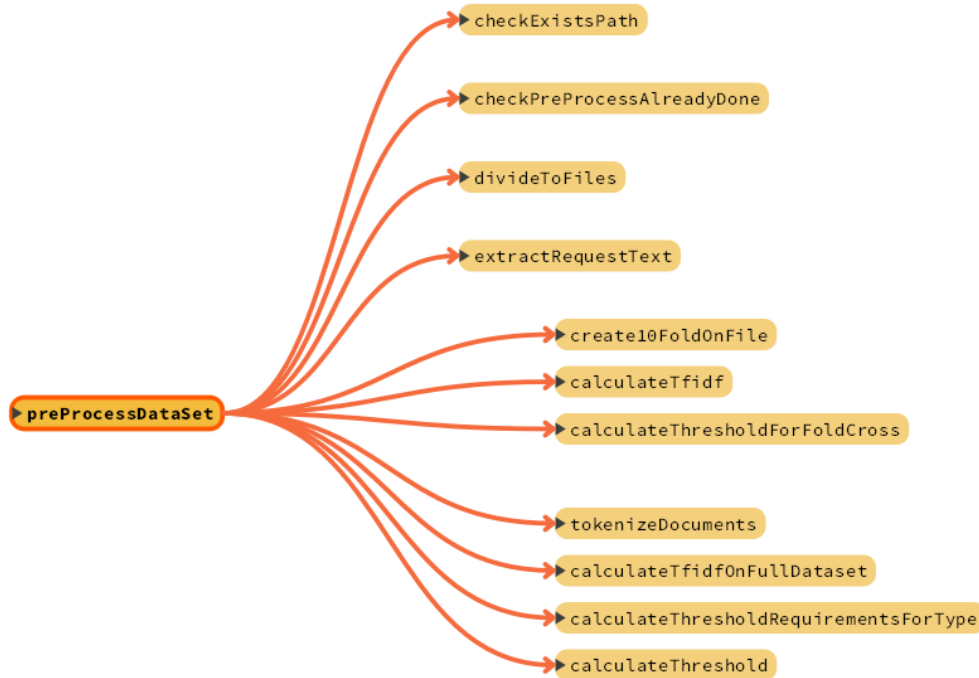 checkExistsPath
checkPreProcessAlreadyDone
divideToFiles
extractRequestText
create10FoldOnFile
calculateTfidf
preProcessDataSet
calculateThresholdForFoldCross
tokenizeDocuments
calculateTfidfOnFullDataset
calculateThresholdRequirementsForType
calculateThreshold